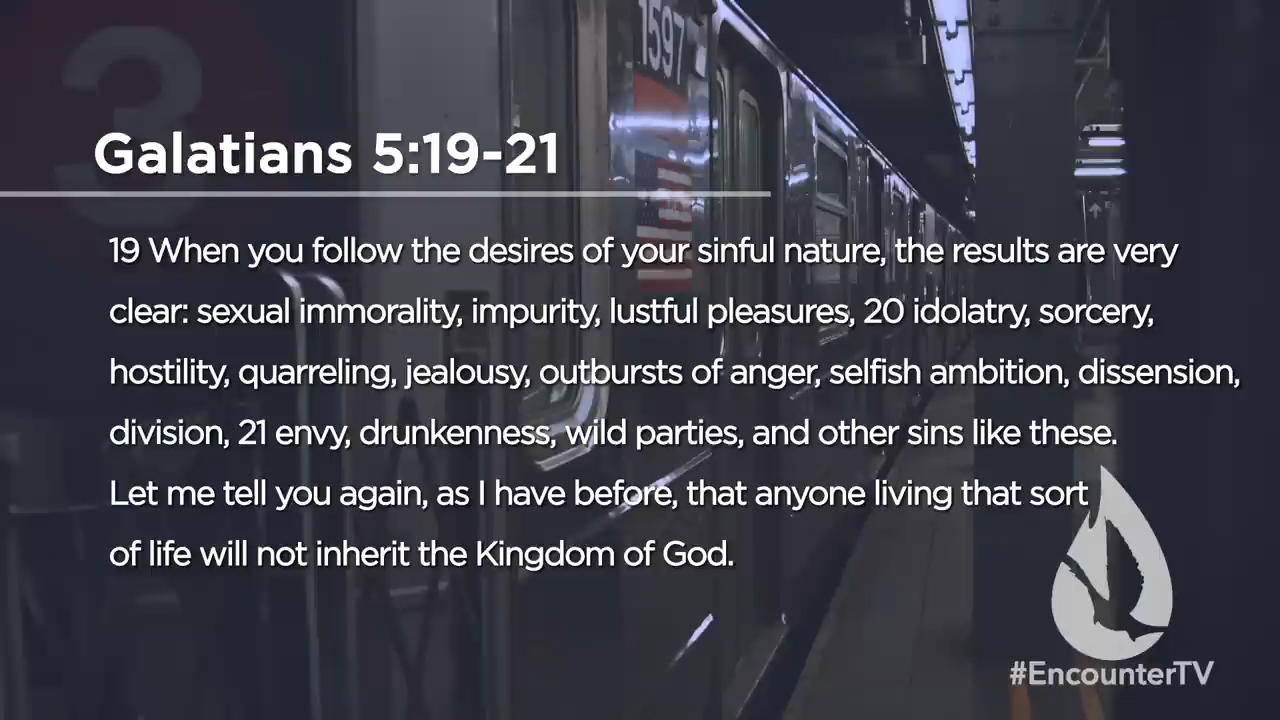 3
1597
Galatians 5:19-21
19 When you follow the desires of your sinful nature, the results are very
clear: sexual immorality, impurity, lustful pleasures, 20 idolatry, sorcery,
hostility, quarreling, jealousy, outbursts of anger, selfish ambition, dissension,
division, 21 envy, drunkenness, wild parties, and other sins like these.
Let me tell you again, as I have before, that anyone living that sort
of life will not inherit the Kingdom of God.
#EncounterTV